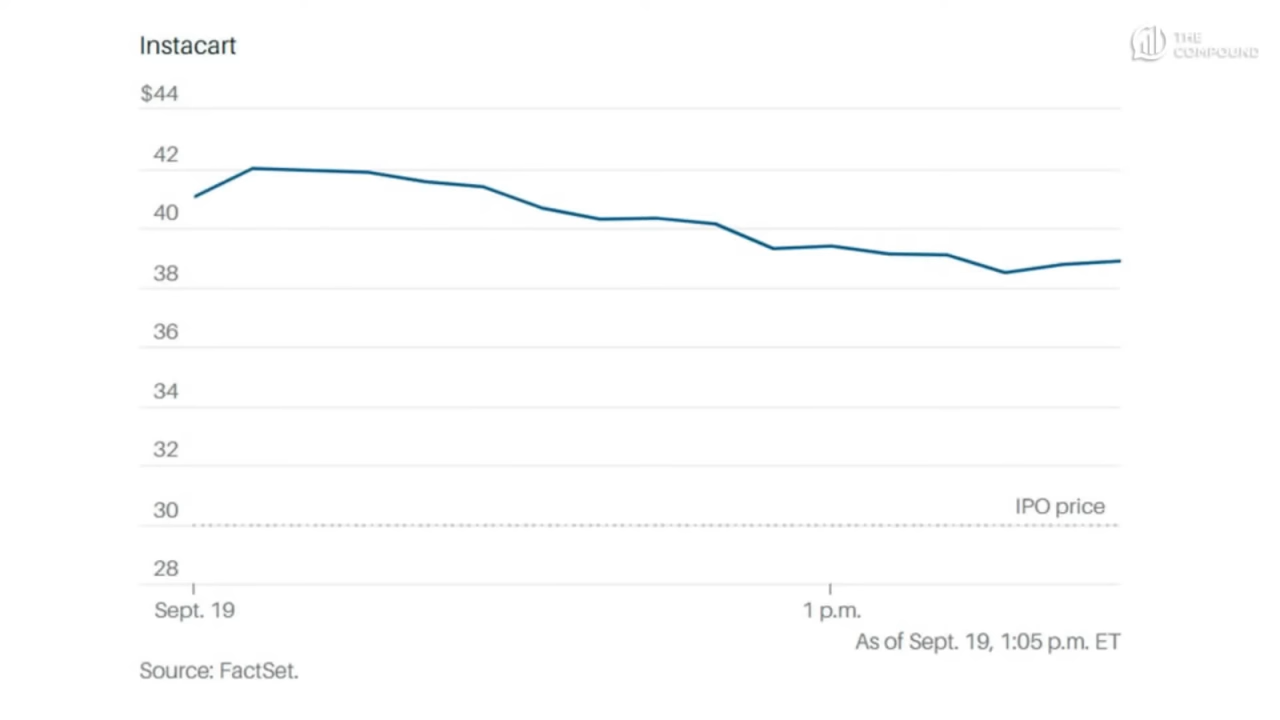 Instacart
THE
COMPOUND
$44
42
40
38
36
34
32
30
IPO price
28
Sept. 19
1 p.m.
As of Sept. 19, 1:05 p.m. ET
Source: FactSet.